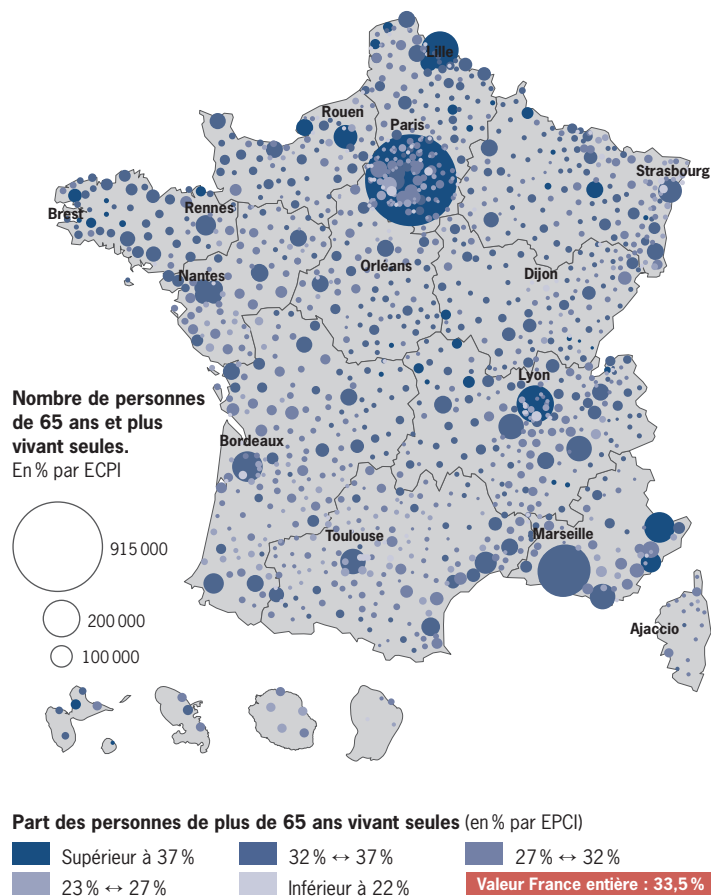 Lille
Rouen
Paris
Strasbourg
Brest
Rennes
Orléans
Nantes
Dijon
Nombre de personnes
de 65 ans et plus
vivant seules.
En % par ECPI
Lyon
Bordeaux
915 000
Toulouse
Marseille
200 000
100 000
Ajaccio
Part des personnes de plus de 65 ans vivant seules (en % par EPCI)
Supérieur à 37 %
32 % ↔ 37 %
27 % ↔ 32 %
23 % ↔ 27 %
Inférieur à 22 %
Valeur France entière : 33,5 %